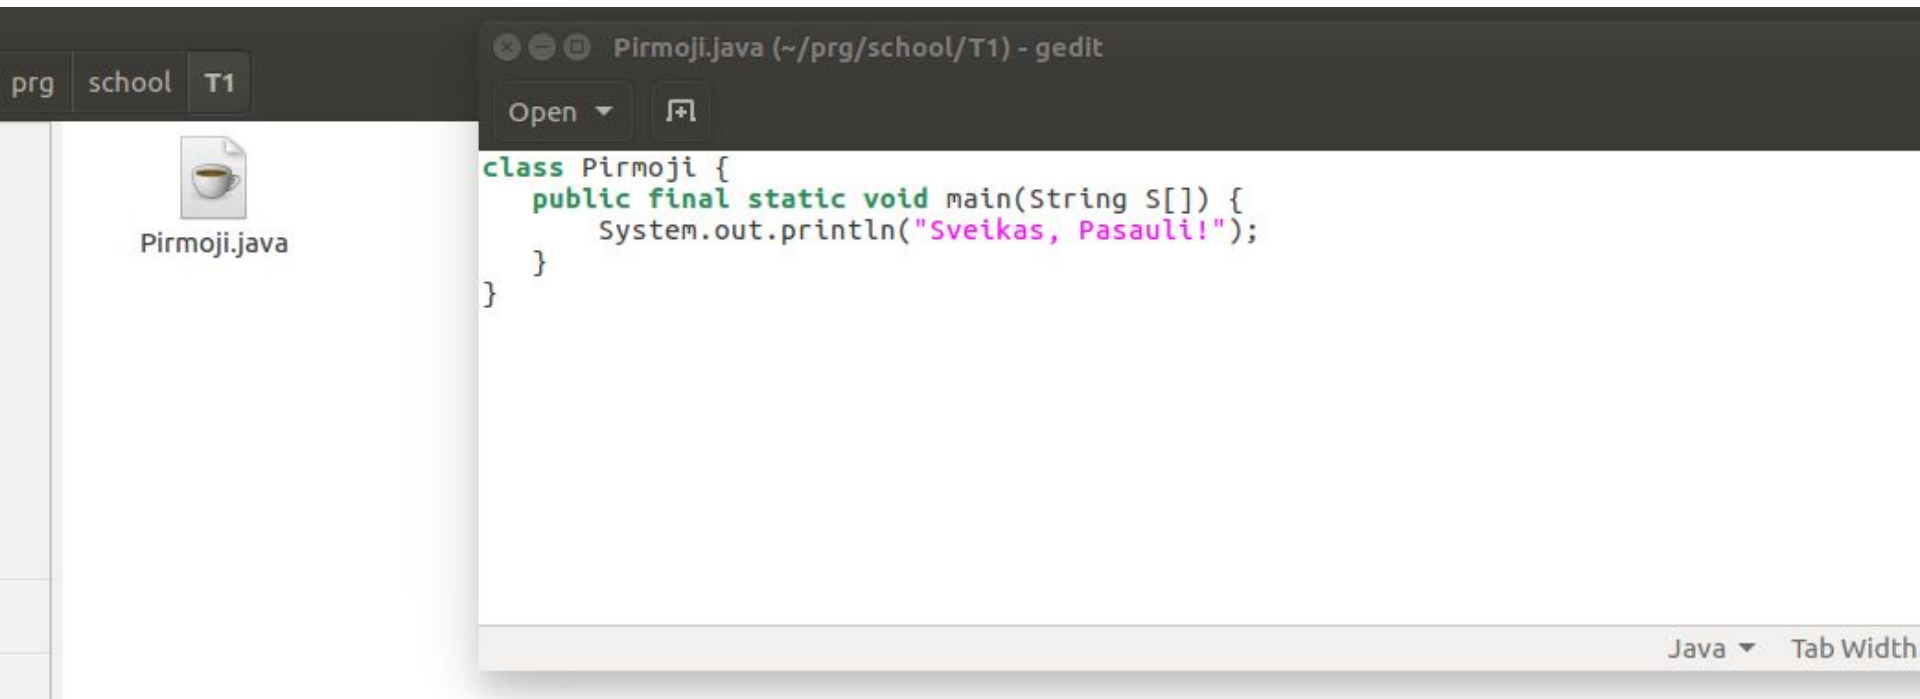 prg school T1
Pirmoji.java
Pirmoji.java (~/prg/school/T1) - gedit
Open
class Pirmoji {
   public final static void main(String S[]) {
       System.out.println("Sveikas, Pasauli!");
   }
}
Java Tab Width